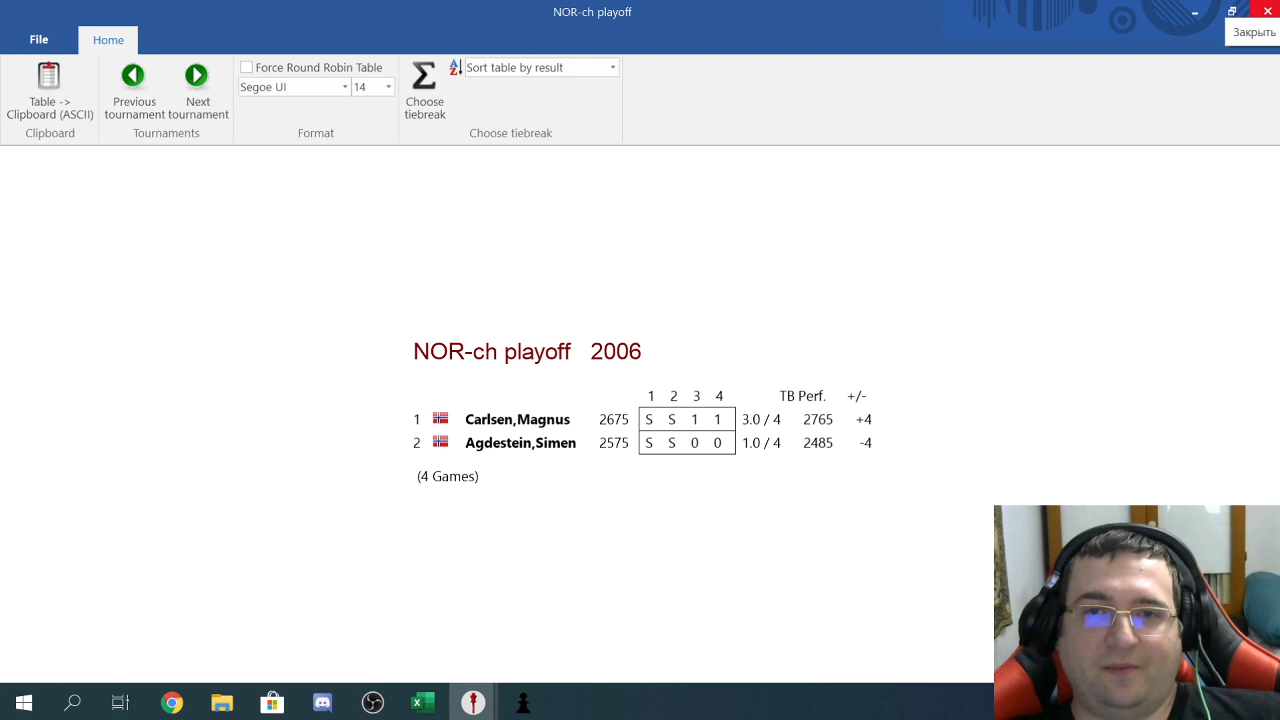 NOR-ch playoff
Закрыть
File
Home
Force Round Robin Table
Sort table by result
Segoe UI
14
Table ->
Clipboard (ASCII)
Previous
tournament
Next
tournament
Choose
tiebreak
Clipboard
Tournaments
Format
Choose tiebreak
NOR-ch playoff 2006
1 2 3 4 TB Perf. +/-
1 Carlsen,Magnus 2675 S S 1 1 3.0 / 4 2765 +4
2 Agdestein,Simen 2575 S S 0 0 1.0 / 4 2485 -4
(4 Games)